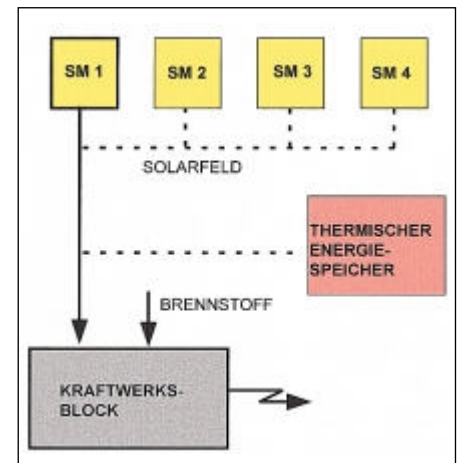 SM 1 SM 2 SM 3 SM 4
SOLARFELD
THERMISCHER
ENERGIE-
SPEICHER
BRENNSTOFF
KRAFTWERKS-
BLOCK